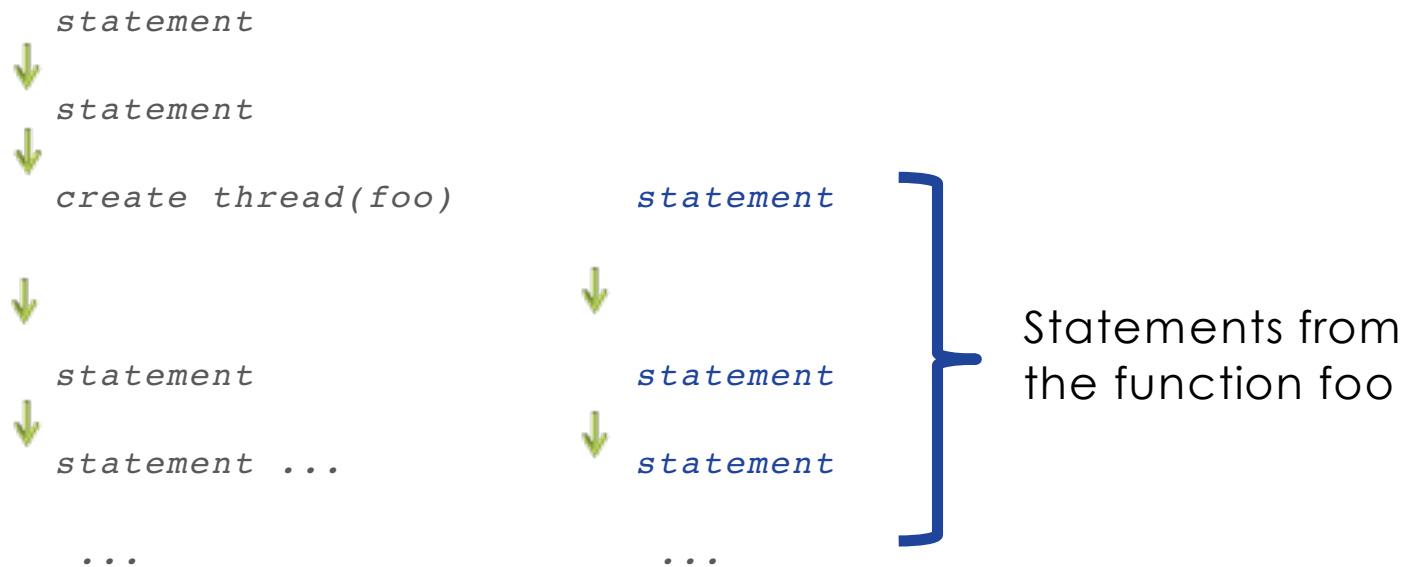 statement
statement
create thread(foo) statement
statement statement
statement ... statement
... ...
Statements from
the function foo